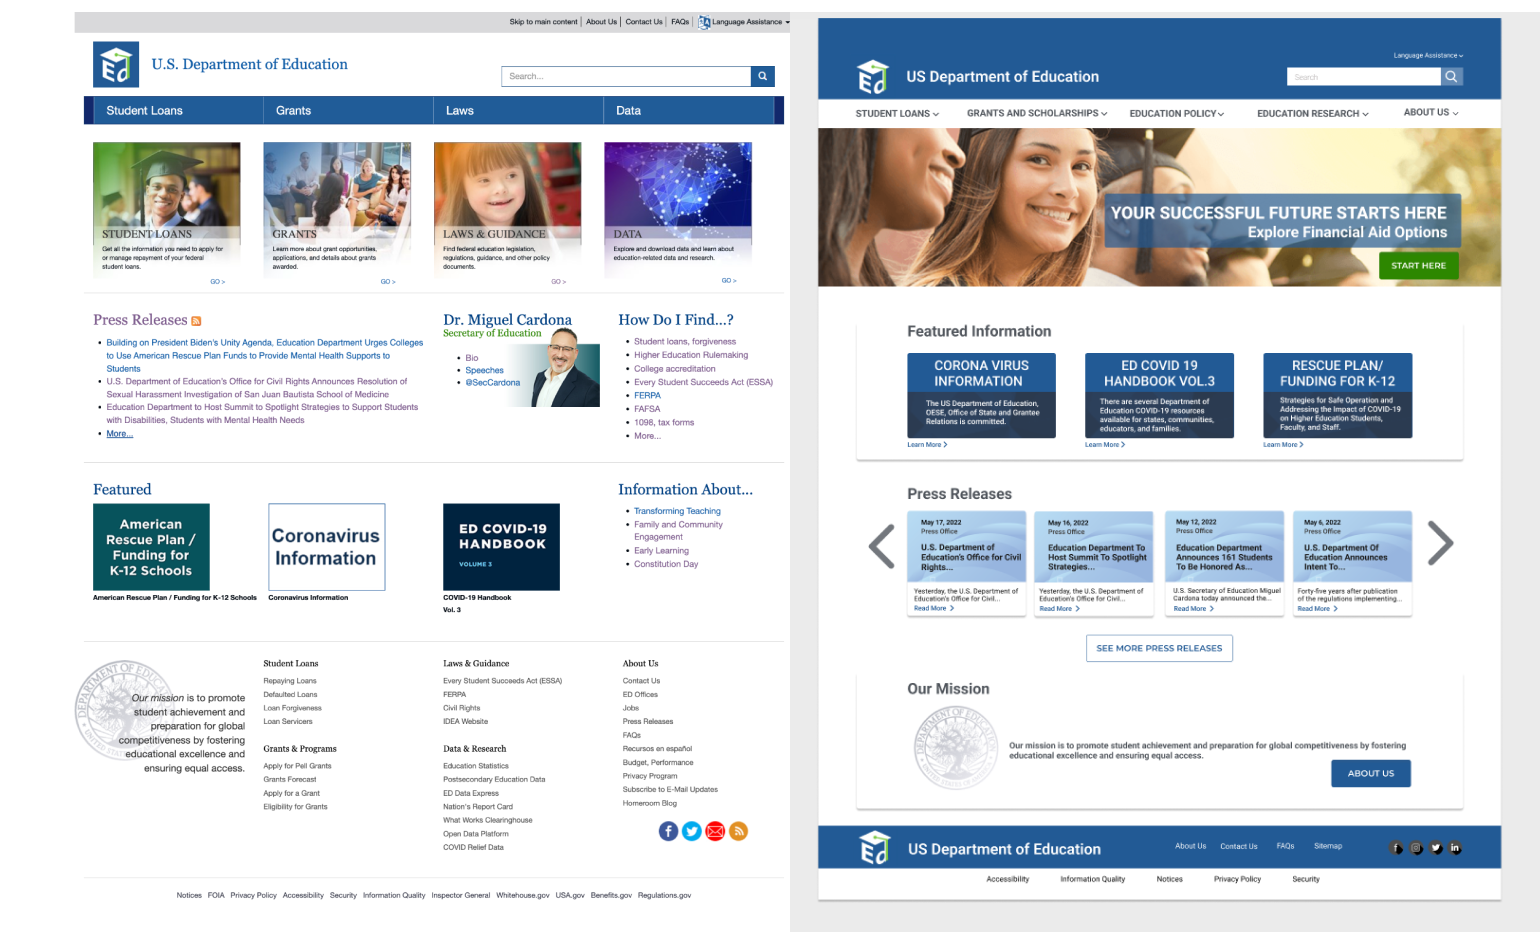 Skip to main content | About Us | Contact Us | FAQs | Language Assistance
Ed
U.S. Department of Education
Search...
Student Loans
Grants
Laws
Data
STUDENT LOANS
Get all the information you need to apply for
or manage repayment of your federal
student loans.
GO >
GRANTS
Learn more about grant opportunities,
applications, and details about grants
awarded.
GO >
LAWS & GUIDANCE
Find federal education legislation,
regulations, guidance, and other policy
documents.
GO >
DATA
Explore and download data and learn about
education-related data and research.
GO >
Press Releases
• Building on President Biden's Unity Agenda, Education Department Urges Colleges
to Use American Rescue Plan Funds to Provide Mental Health Supports to
Students
• U.S. Department of Education's Office for Civil Rights Announces Resolution of
Sexual Harassment Investigation of San Juan Bautista School of Medicine
• Education Department to Host Summit to Spotlight Strategies to Support Students
with Disabilities, Students with Mental Health Needs
• More...
Dr. Miguel Cardona
Secretary of Education
• Bio
• Speeches
• @SecCardona
How Do I Find...?
• Student loans, forgiveness
• Higher Education Rulemaking
• College accreditation
• Every Student Succeeds Act (ESSA)
• FERPA
• FAFSA
• 1098, tax forms
• More...
Featured
American
Rescue Plan /
Funding for
K-12 Schools
American Rescue Plan / Funding for K-12 Schools
Coronavirus
Information
Coronavirus Information
ED COVID-19
HANDBOOK
VOLUME 3
COVID-19 Handbook
Vol. 3
Information About...
• Transforming Teaching
• Family and Community
Engagement
• Early Learning
• Constitution Day
Our mission is to promote
student achievement and
preparation for global
competitiveness by fostering
educational excellence and
ensuring equal access.
Student Loans
Repaying Loans
Defaulted Loans
Loan Forgiveness
Loan Servicers
Grants & Programs
Apply for Pell Grants
Grants Forecast
Apply for a Grant
Eligibility for Grants
Laws & Guidance
Every Student Succeeds Act (ESSA)
FERPA
Civil Rights
IDEA Website
Data & Research
Education Statistics
Postsecondary Education Data
ED Data Express
Nation's Report Card
What Works Clearinghouse
Open Data Platform
COVID Relief Data
About Us
Contact Us
ED Offices
Jobs
Press Releases
FAQs
Recursos en español
Budget, Performance
Privacy Program
Subscribe to E-Mail Updates
Homeroom Blog
Notices FOIA Privacy Policy Accessibility Security Information Quality Inspector General Whitehouse.gov USA.gov Benefits.gov Regulations.gov
Language Assistance
Ed
US Department of Education
Search
STUDENT LOANS
GRANTS AND SCHOLARSHIPS
EDUCATION POLICY
EDUCATION RESEARCH
ABOUT US
YOUR SUCCESSFUL FUTURE STARTS HERE
Explore Financial Aid Options
START HERE
Featured Information
CORONA VIRUS
INFORMATION
The US Department of Education,
OESE, Office of State and Grantee
Relations is committed.
Learn More >
ED COVID 19
HANDBOOK VOL.3
There are several Department of
Education COVID-19 resources
available for states, communities,
educators, and families.
Learn More >
RESCUE PLAN/
FUNDING FOR K-12
Strategies for Safe Operation and
Addressing the Impact of COVID-19
on Higher Education Students,
Faculty, and Staff.
Learn More >
Press Releases
May 17, 2022
Press Office
U.S. Department of
Education's Office for Civil
Rights...
Yesterday, the U.S. Department of
Education's Office for Civil...
Read More >
May 16, 2022
Press Office
Education Department To
Host Summit To Spotlight
Strategies...
Yesterday, the U.S. Department of
Education's Office for Civil...
Read More >
May 12, 2022
Press Office
Education Department
Announces 161 Students
To Be Honored As...
U.S. Secretary of Education Miguel
Cardona today announced the...
Read More >
May 6, 2022
Press Office
U.S. Department Of
Education Announces
Intent To...
Forty-five years after publication
of the regulations implementing...
Read More >
SEE MORE PRESS RELEASES
Our Mission
Our mission is to promote student achievement and preparation for global competitiveness by fostering
educational excellence and ensuring equal access.
ABOUT US
Ed
US Department of Education
About Us
Contact Us
FAQs
Sitemap
Accessibility
Information Quality
Notices
Privacy Policy
Security